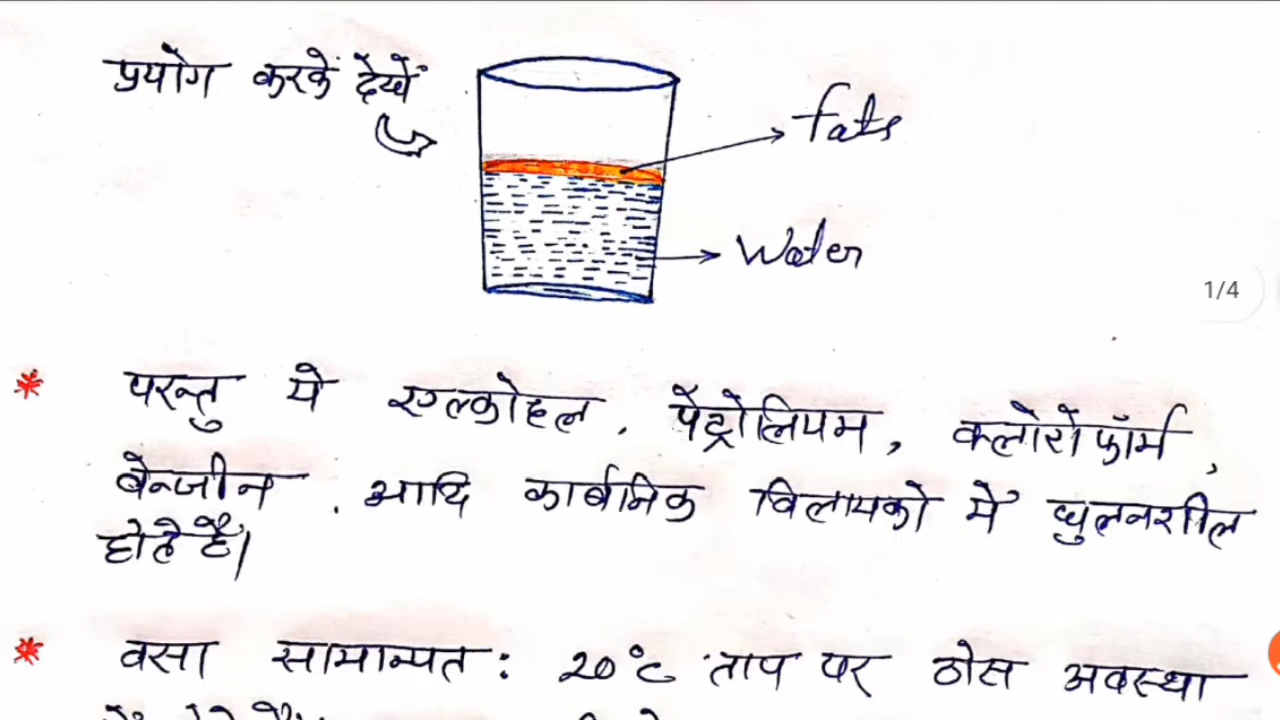 प्रयोग करकें देखें
fats
Water
1/4
* परन्तु ये एल्कोहल, पेट्रोलियम, क्लोरोफॉर्म,
बेन्जीन, आदि कार्बनिक विलायको में घुलनशील
होते है।
* वसा सामान्यत: 20°C ताप पर ठोस अवस्था